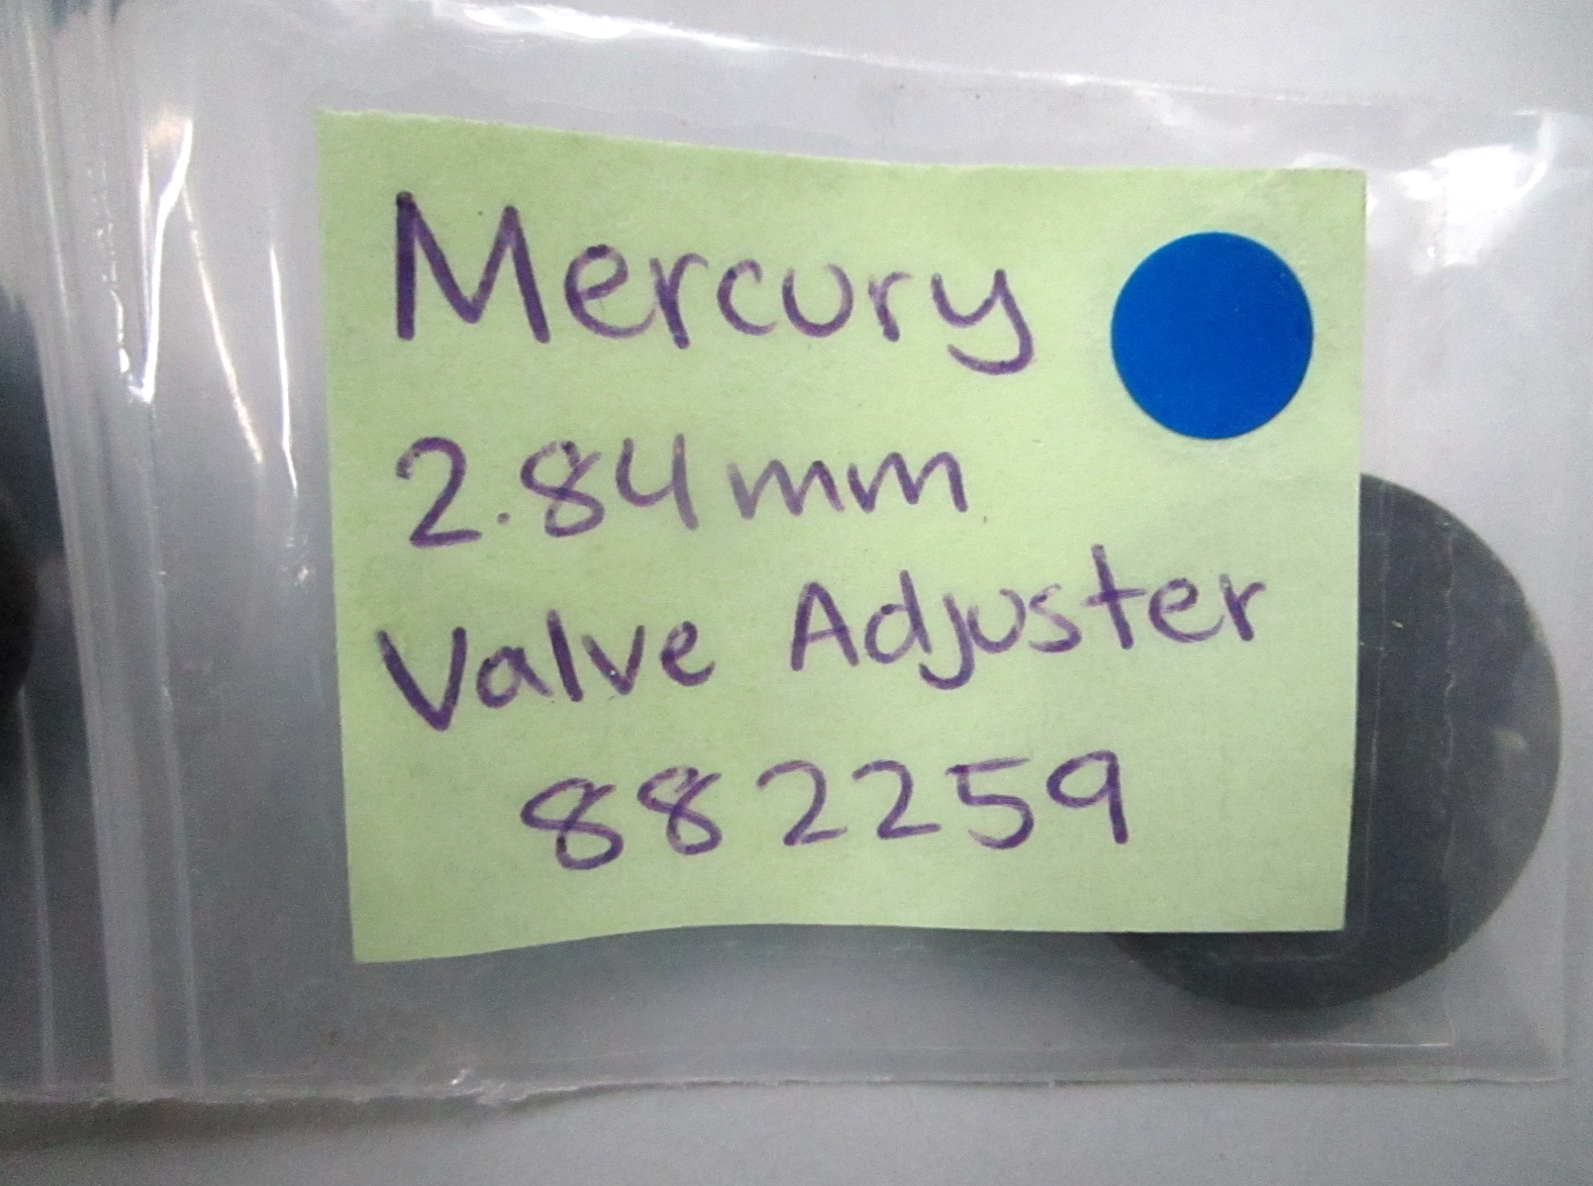 Mercury
2.84mm
Valve Adjuster
882259